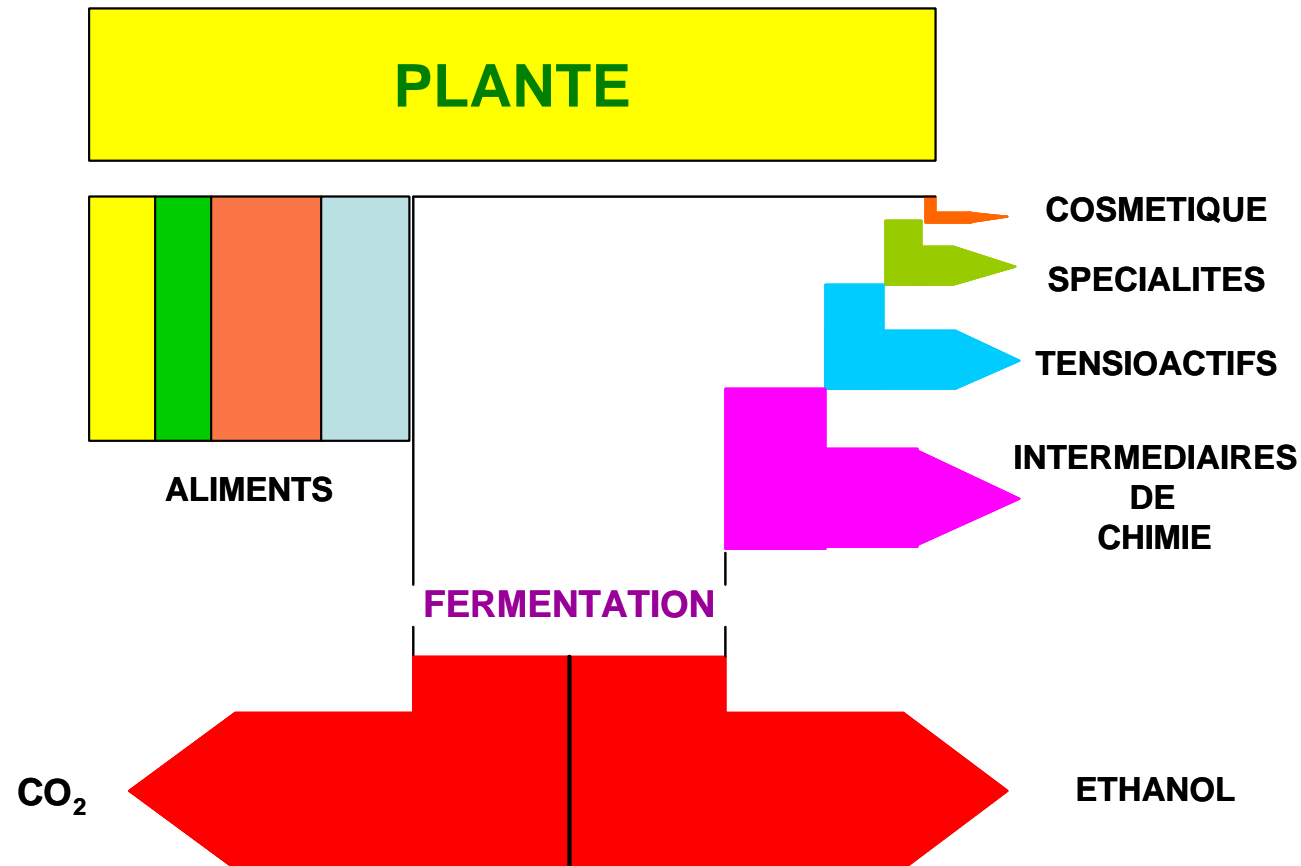 PLANTE
COSMETIQUE
SPECIALITES
TENSIOACTIFS
INTERMEDIAIRES
DE
CHIMIE
ALIMENTS
FERMENTATION
CO₂
ETHANOL